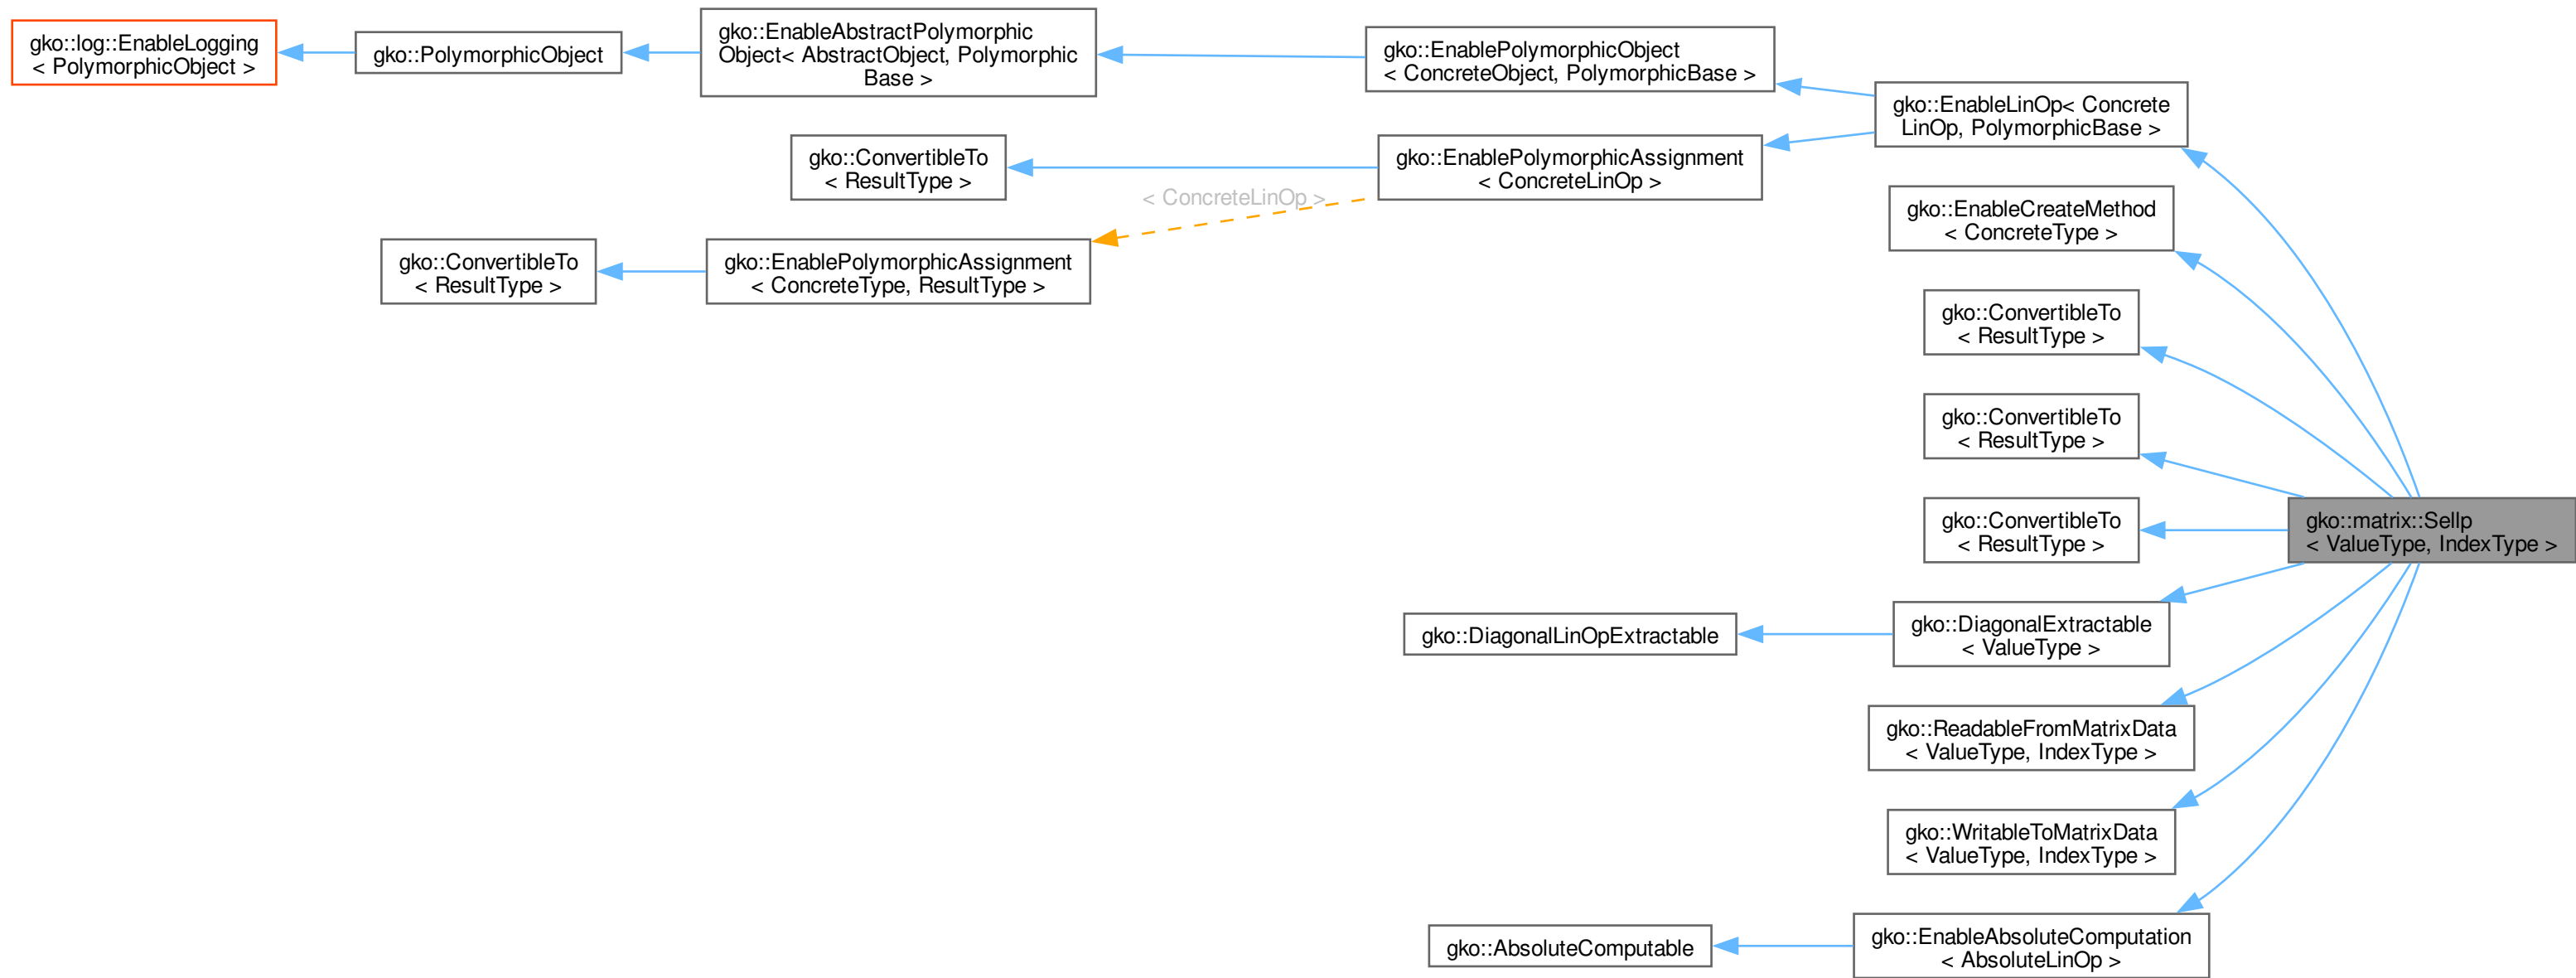 gko::log::EnableLogging
< PolymorphicObject >
gko::PolymorphicObject
gko::EnableAbstractPolymorphic
Object< AbstractObject, Polymorphic
Base >
gko::EnablePolymorphicObject
< ConcreteObject, PolymorphicBase >
gko::EnableLinOp< Concrete
LinOp, PolymorphicBase >
gko::ConvertibleTo
< ResultType >
gko::EnablePolymorphicAssignment
< ConcreteLinOp >
< ConcreteLinOp >
gko::ConvertibleTo
< ResultType >
gko::EnablePolymorphicAssignment
< ConcreteType, ResultType >
gko::EnableCreateMethod
< ConcreteType >
gko::ConvertibleTo
< ResultType >
gko::ConvertibleTo
< ResultType >
gko::ConvertibleTo
< ResultType >
gko::matrix::Sellp
< ValueType, IndexType >
gko::DiagonalLinOpExtractable
gko::DiagonalExtractable
< ValueType >
gko::ReadableFromMatrixData
< ValueType, IndexType >
gko::WritableToMatrixData
< ValueType, IndexType >
gko::AbsoluteComputable
gko::EnableAbsoluteComputation
< AbsoluteLinOp >